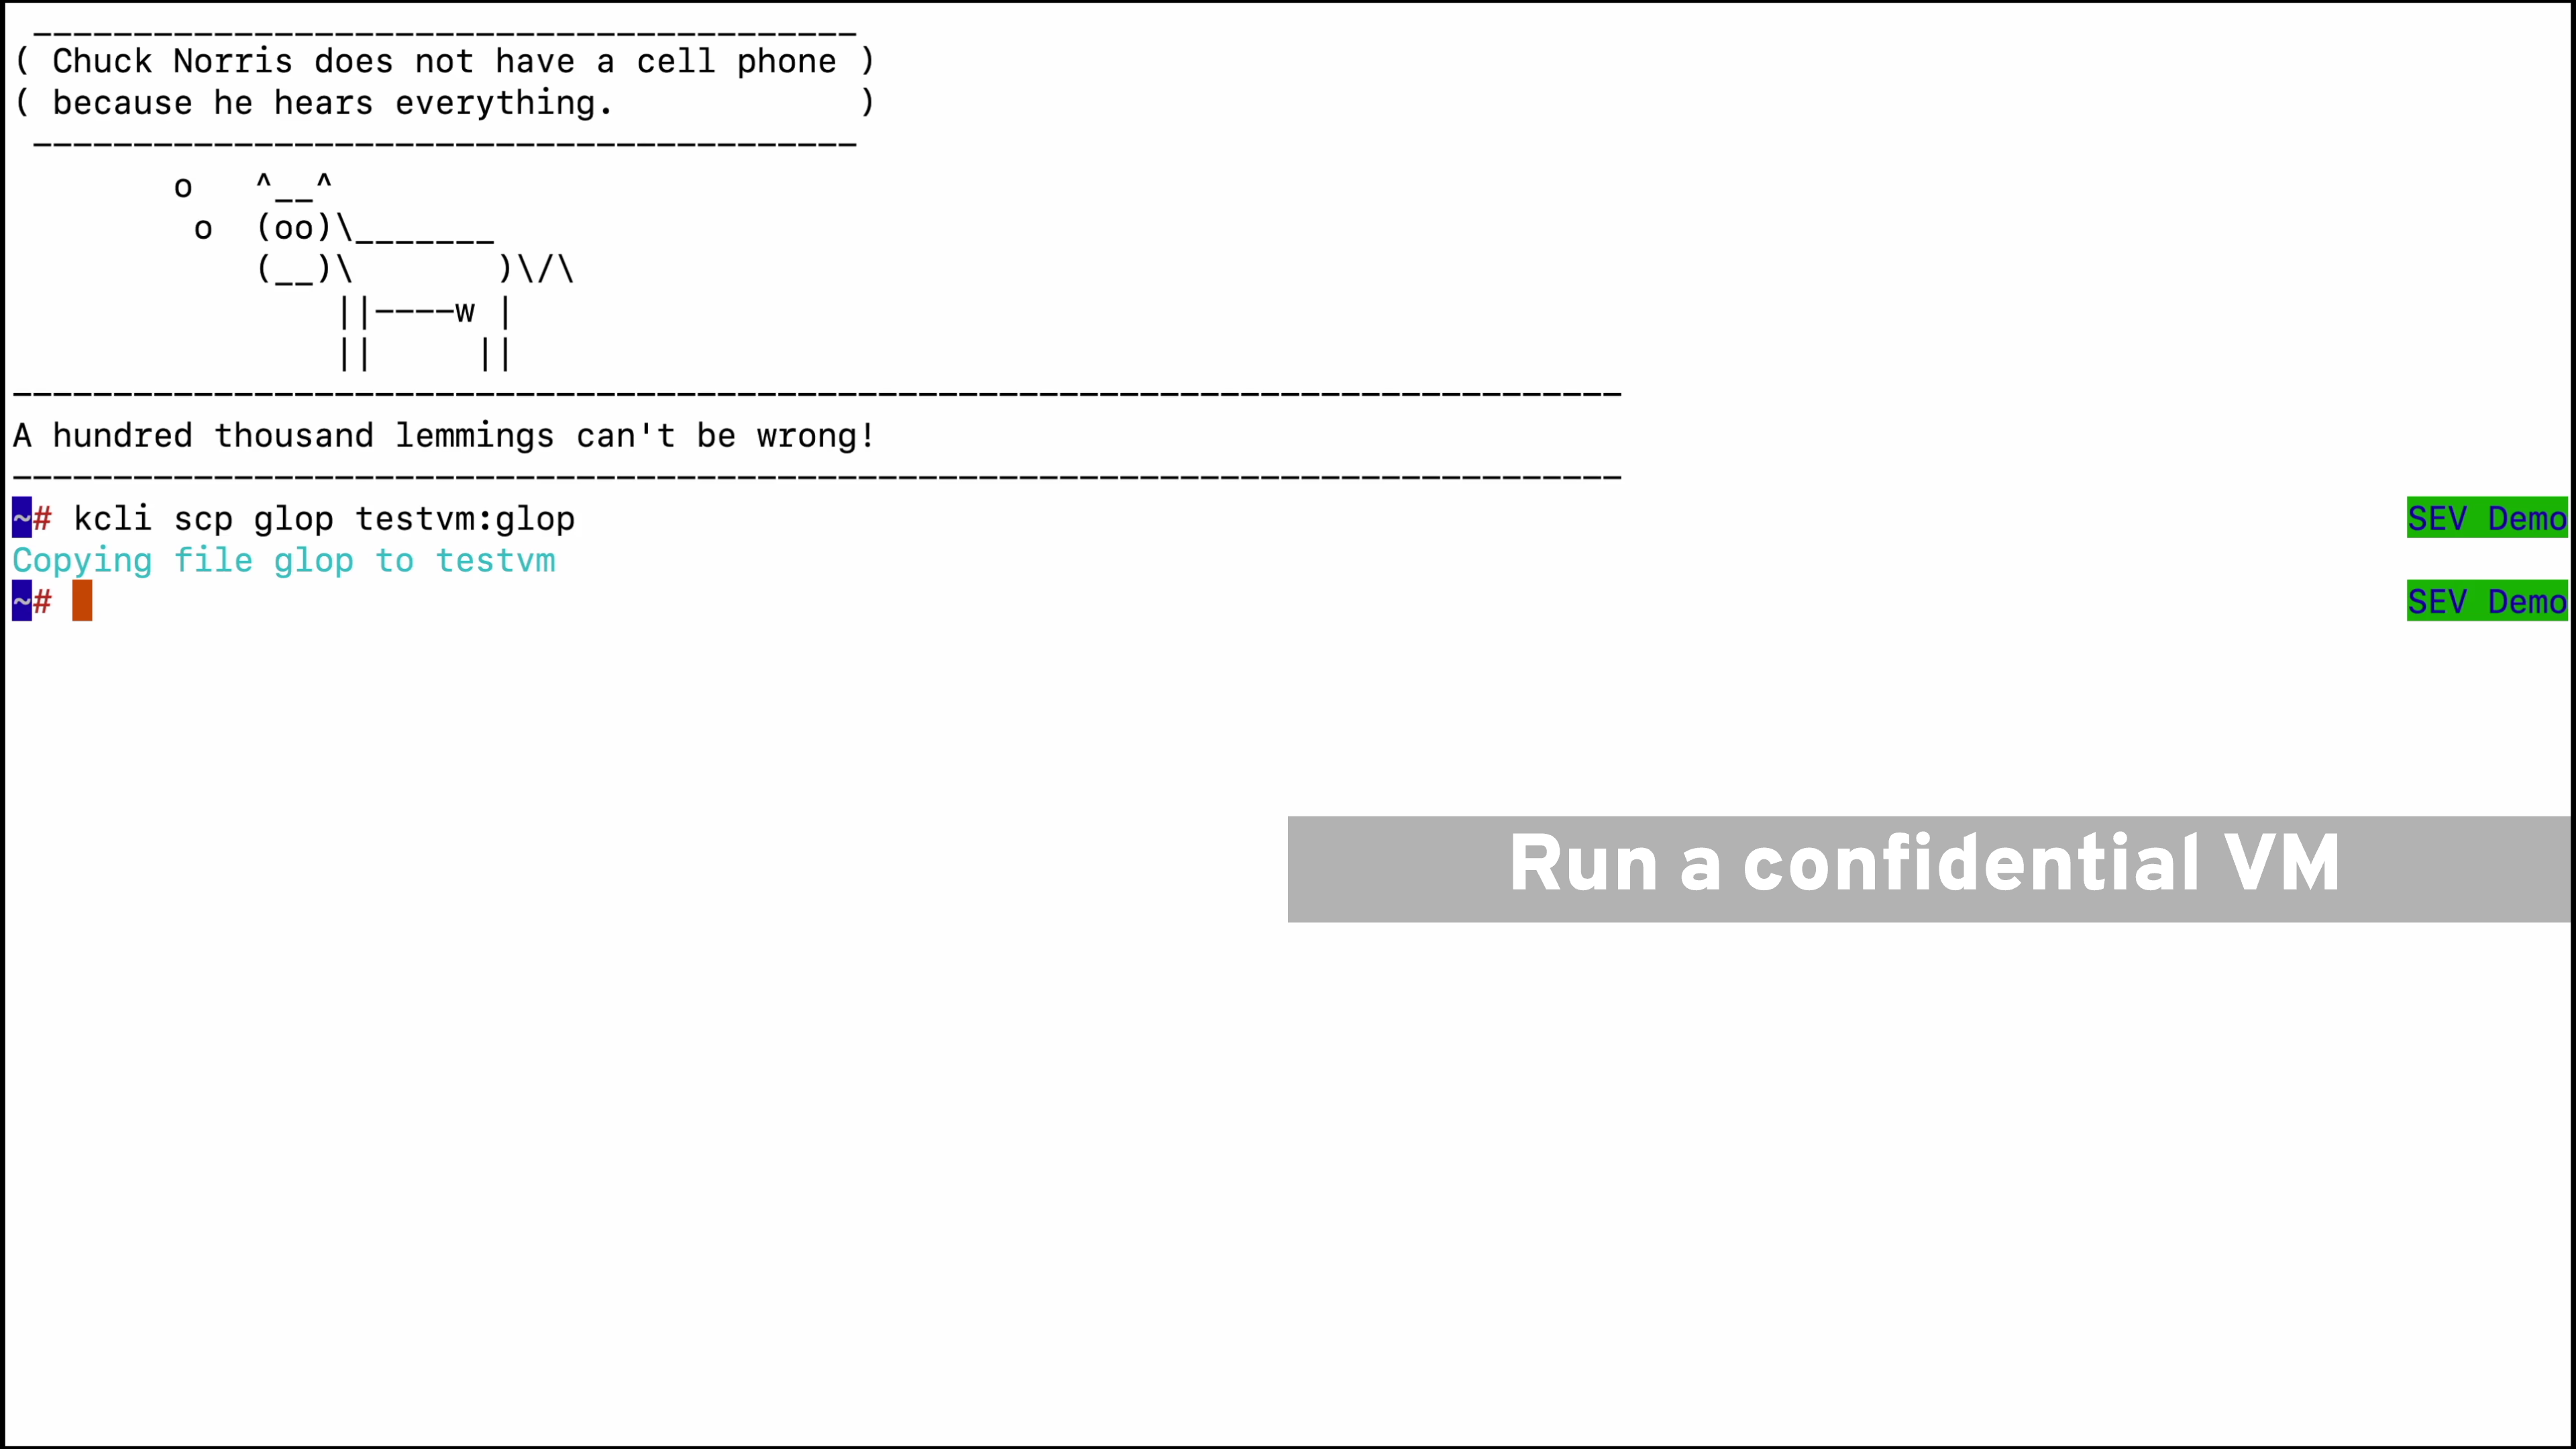 _________________________________________
( Chuck Norris does not have a cell phone )
( because he hears everything.            )
 -----------------------------------------
        o   ^__^
         o  (oo)\_______
            (__)\       )\/\
                ||----w |
                ||     ||
--------------------------------------------------------------------------------
A hundred thousand lemmings can't be wrong!
--------------------------------------------------------------------------------
~# kcli scp glop testvm:glop SEV Demo
Copying file glop to testvm
~# SEV Demo
Run a confidential VM